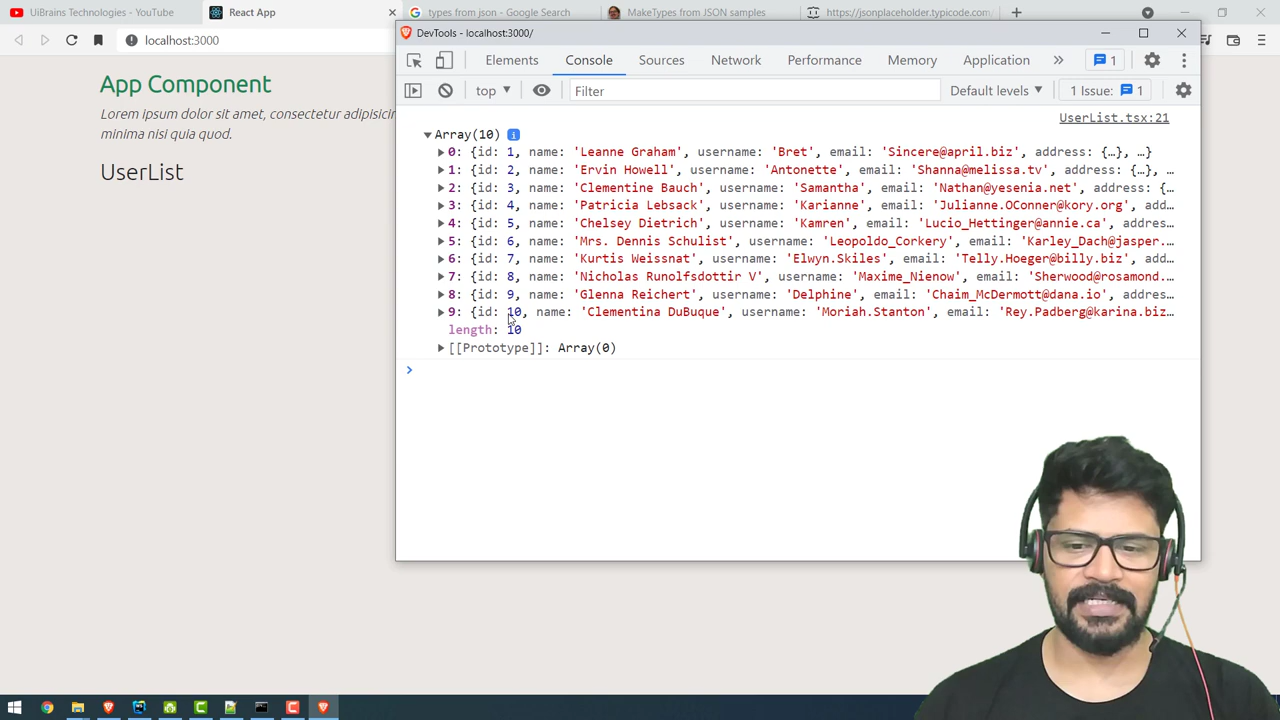 UiBrains Technologies - YouTube
React App
types from json - Google Search
MakeTypes from JSON samples
https://jsonplaceholder.typicode.com/
localhost:3000
DevTools - localhost:3000/
Elements Console Sources Network Performance Memory Application » 1
top Filter Default levels 1 Issue: 1
App Component
Lorem ipsum dolor sit amet, consectetur adipisicin
minima nisi quia quod.
UserList
UserList.tsx:21
Array(10) i
0: {id: 1, name: 'Leanne Graham', username: 'Bret', email: 'Sincere@april.biz', address: {…}, …}
1: {id: 2, name: 'Ervin Howell', username: 'Antonette', email: 'Shanna@melissa.tv', address: {…
2: {id: 3, name: 'Clementine Bauch', username: 'Samantha', email: 'Nathan@yesenia.net', address: {…
3: {id: 4, name: 'Patricia Lebsack', username: 'Karianne', email: 'Julianne.OConner@kory.org', add…
4: {id: 5, name: 'Chelsey Dietrich', username: 'Kamren', email: 'Lucio_Hettinger@annie.ca', addres…
5: {id: 6, name: 'Mrs. Dennis Schulist', username: 'Leopoldo_Corkery', email: 'Karley_Dach@jasper.…
6: {id: 7, name: 'Kurtis Weissnat', username: 'Elwyn.Skiles', email: 'Telly.Hoeger@billy.biz', addr…
7: {id: 8, name: 'Nicholas Runolfsdottir V', username: 'Maxime_Nienow', email: 'Sherwood@rosamond.…
8: {id: 9, name: 'Glenna Reichert', username: 'Delphine', email: 'Chaim_McDermott@dana.io', addres…
9: {id: 10, name: 'Clementina DuBuque', username: 'Moriah.Stanton', email: 'Rey.Padberg@karina.biz…
length: 10
[[Prototype]]: Array(0)